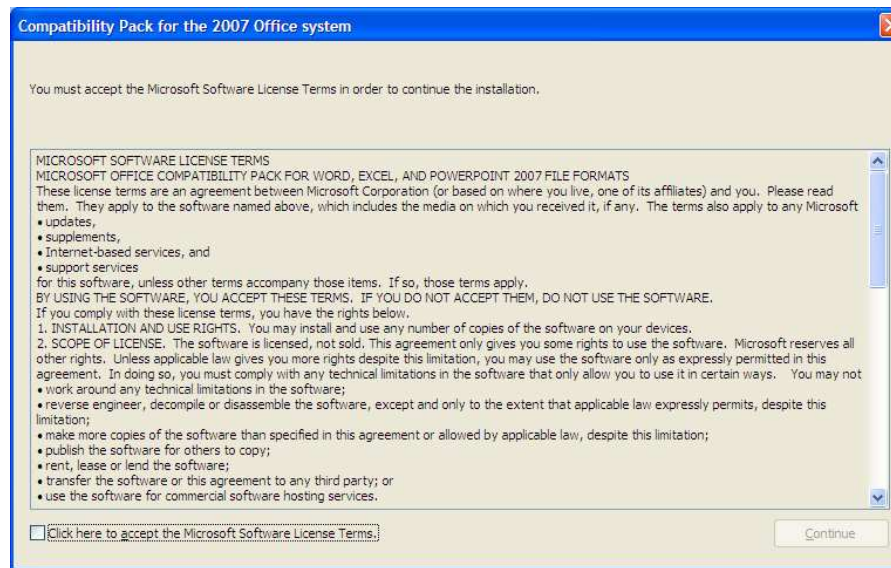 Compatibility Pack for the 2007 Office system
You must accept the Microsoft Software License Terms in order to continue the installation.
MICROSOFT SOFTWARE LICENSE TERMS
MICROSOFT OFFICE COMPATIBILITY PACK FOR WORD, EXCEL, AND POWERPOINT 2007 FILE FORMATS
These license terms are an agreement between Microsoft Corporation (or based on where you live, one of its affiliates) and you.  Please read
them.  They apply to the software named above, which includes the media on which you received it, if any.  The terms also apply to any Microsoft
• updates,
• supplements,
• Internet-based services, and
• support services
for this software, unless other terms accompany those items.  If so, those terms apply.
BY USING THE SOFTWARE, YOU ACCEPT THESE TERMS.  IF YOU DO NOT ACCEPT THEM, DO NOT USE THE SOFTWARE.
If you comply with these license terms, you have the rights below.
1. INSTALLATION AND USE RIGHTS.  You may install and use any number of copies of the software on your devices.
2. SCOPE OF LICENSE.  The software is licensed, not sold. This agreement only gives you some rights to use the software.  Microsoft reserves all
other rights.  Unless applicable law gives you more rights despite this limitation, you may use the software only as expressly permitted in this
agreement.  In doing so, you must comply with any technical limitations in the software that only allow you to use it in certain ways.    You may not
• work around any technical limitations in the software;
• reverse engineer, decompile or disassemble the software, except and only to the extent that applicable law expressly permits, despite this
limitation;
• make more copies of the software than specified in this agreement or allowed by applicable law, despite this limitation;
• publish the software for others to copy;
• rent, lease or lend the software;
• transfer the software or this agreement to any third party; or
• use the software for commercial software hosting services.
Click here to accept the Microsoft Software License Terms.
Continue